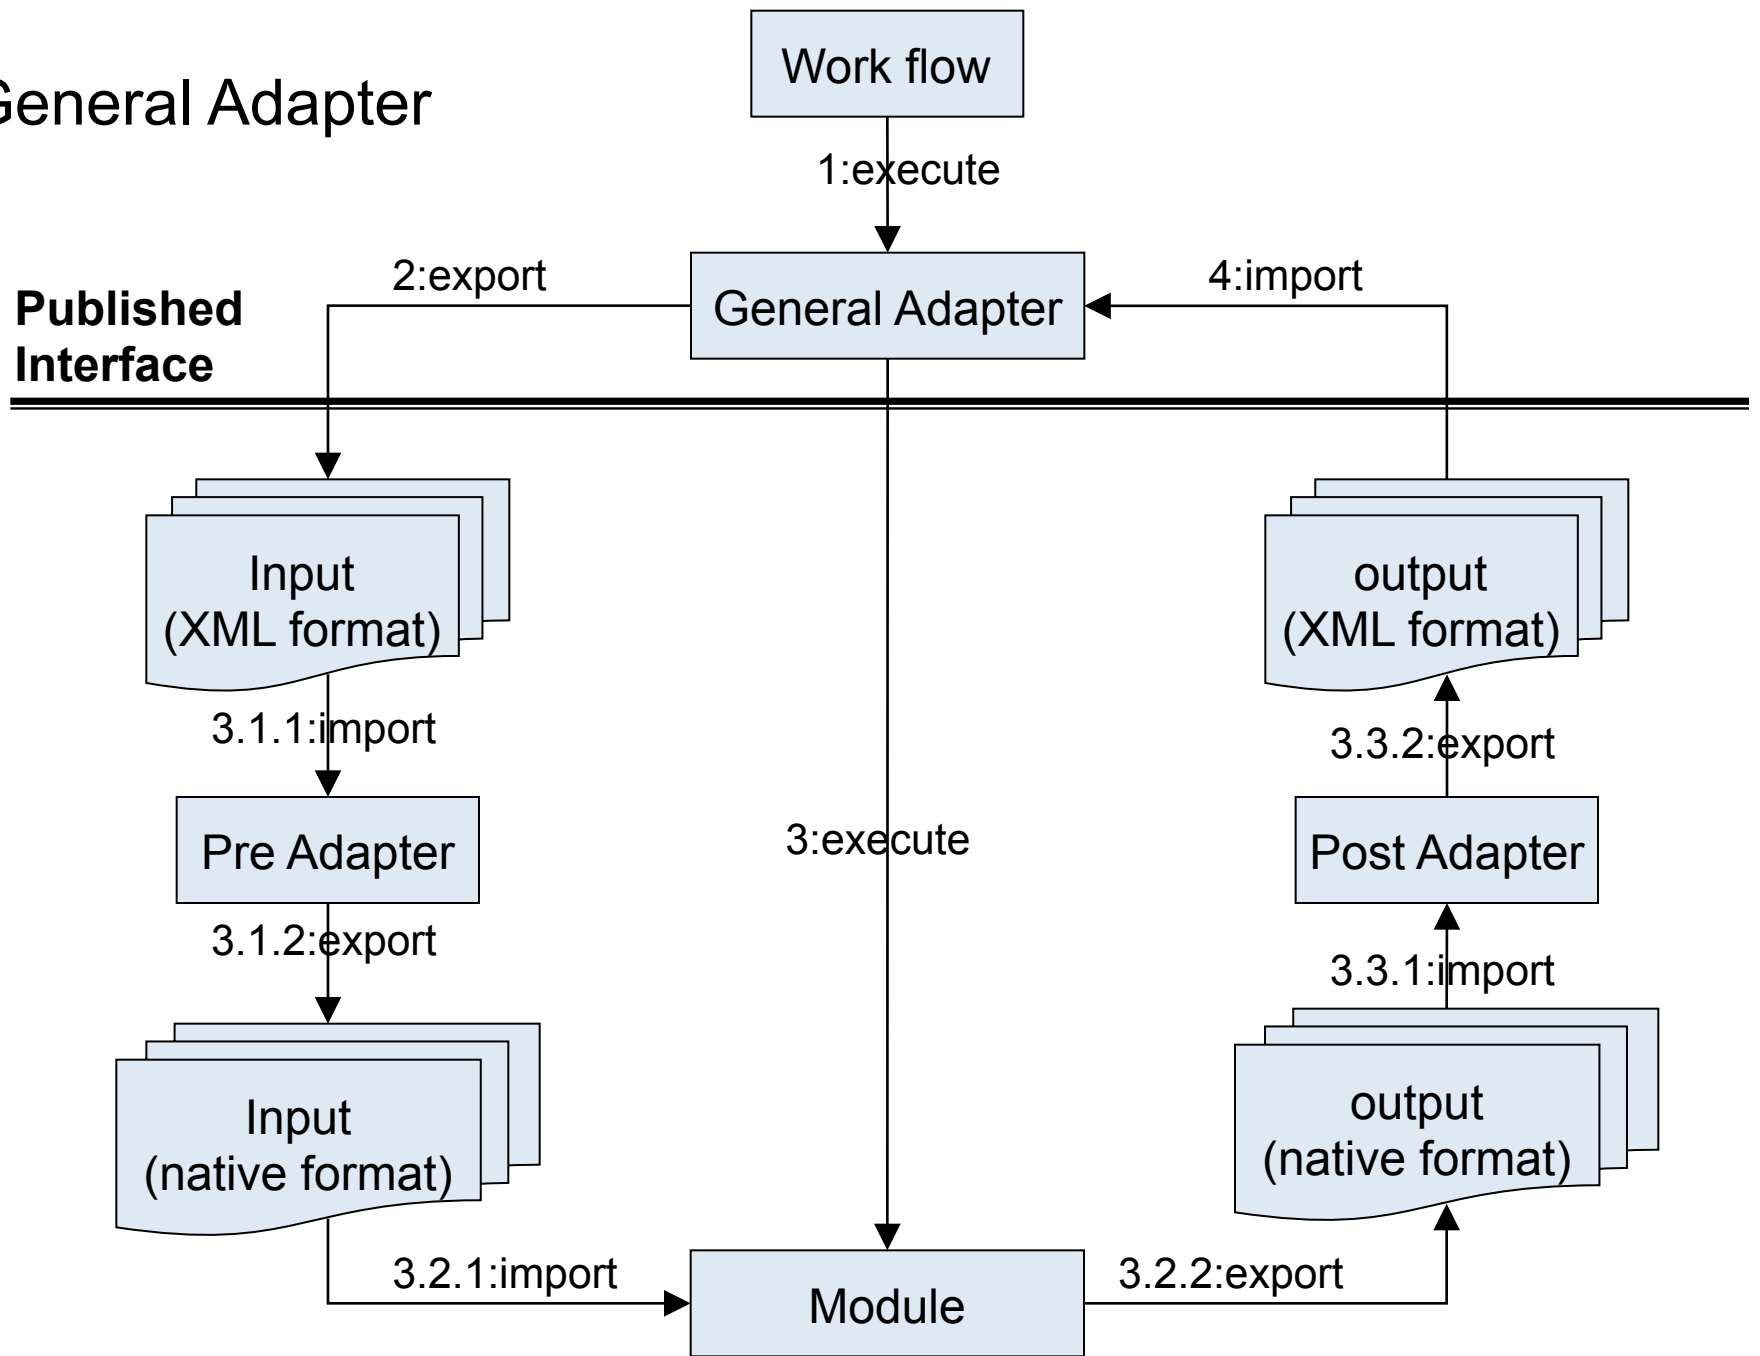 Work flow
General Adapter
1:execute
2:export
General Adapter
4:import
Published
Interface
Input
(XML format)
output
(XML format)
3.1.1:import
3.3.2:export
Pre Adapter
3:execute
Post Adapter
3.1.2:export
3.3.1:import
Input
(native format)
output
(native format)
3.2.1:import
Module
3.2.2:export